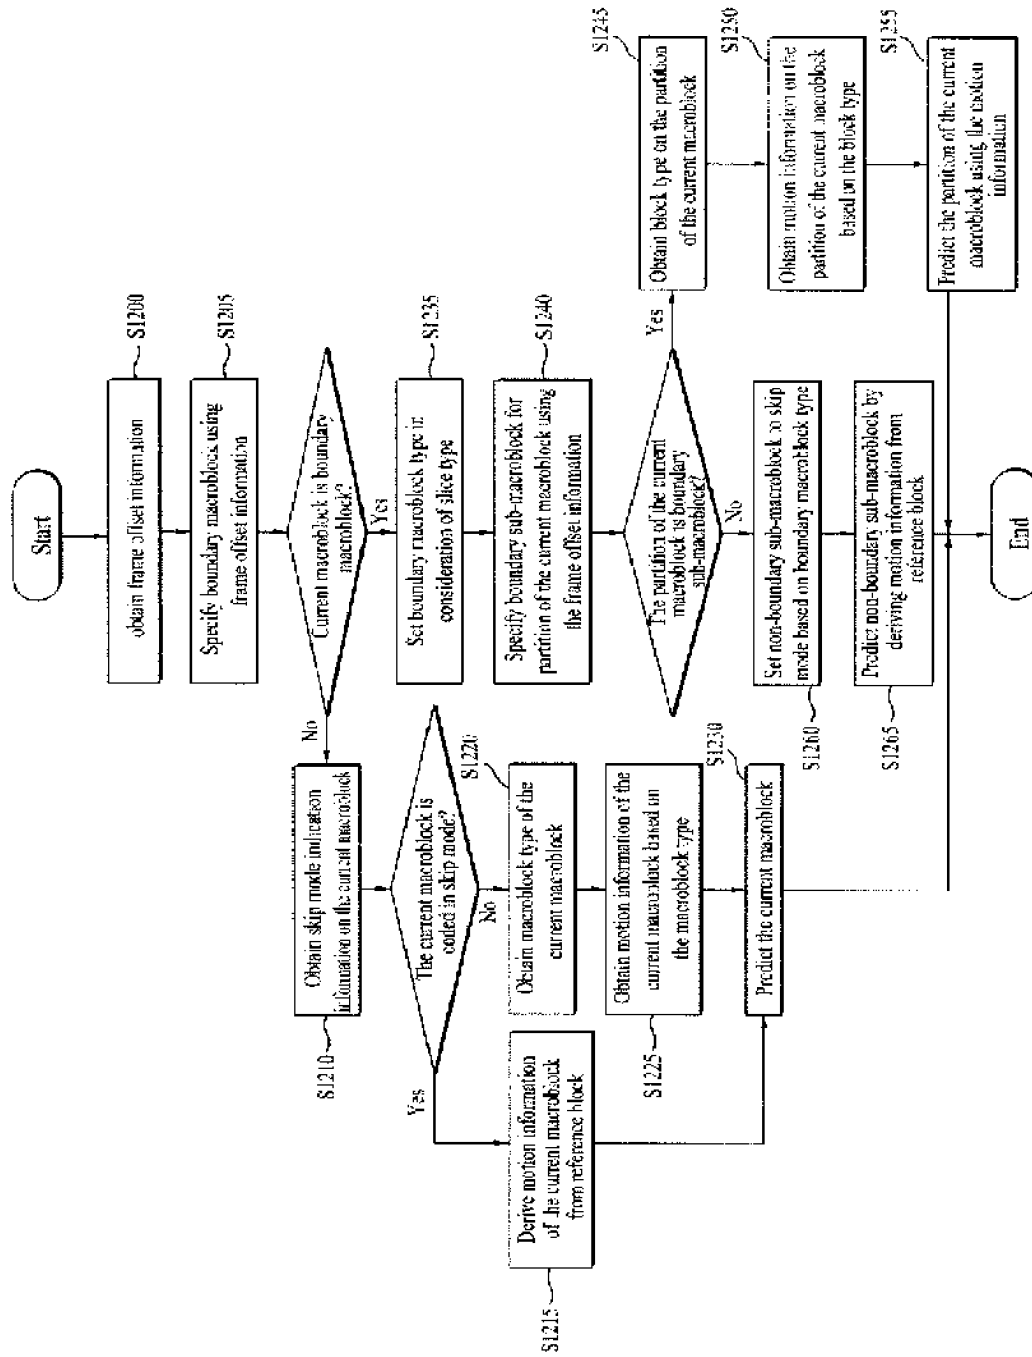 Start
obtain frame offset information
S1200
Specify boundary macroblock using
frame offset information
S1205
Current macroblock is boundary
macroblock?
No
Yes
Obtain skip mode indication
information on the current macroblock
S1210
The current macroblock is
coded in skip mode?
Yes
No
Derive motion information
of the current macroblock
from reference block
S1215
Obtain macroblock type of the
current macroblock
S1220
Obtain motion information of the
current macroblock based on
the macroblock type
S1225
Predict the current macroblock
S1230
Set boundary macroblock type in
consideration of slice type
S1235
Specify boundary sub-macroblock for
partition of the current macroblock using
the frame offset infomation
S1240
The partition of the current
macroblock is boundary
sub-macroblock?
Yes
No
Obtain block type on the partition
of the current macroblock
S1245
Obtain motion information on the
partition of the current macroblock
based on the block type
S1250
Predict the partition of the current
macroblock using the motion
information
S1255
Set non-boundary sub-macroblock to skip
mode based on boundary macroblock type
S1260
Predict non-boundary sub-macroblock by
deriving motion information from
reference block
S1265
End